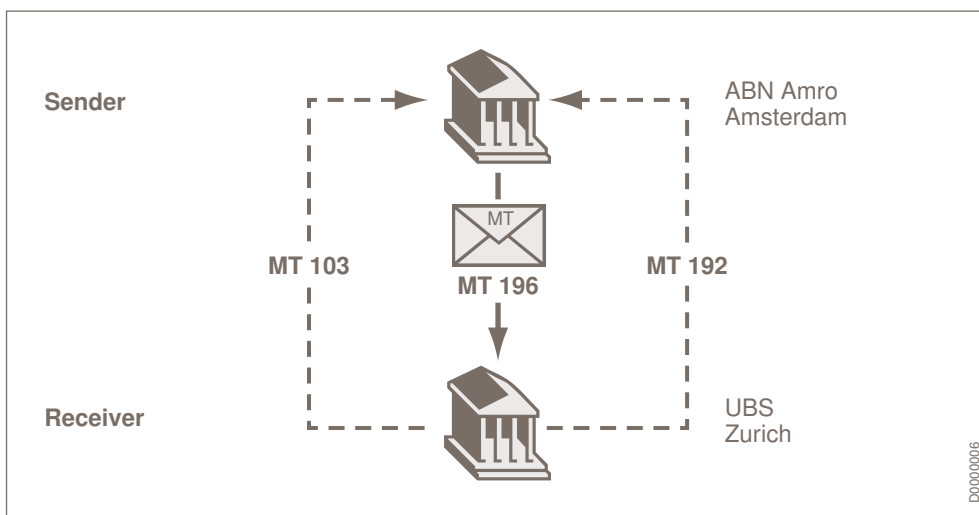 Sender
ABN Amro
Amsterdam
MT
MT 103
MT 196
MT 192
Receiver
UBS
Zurich
D0000006